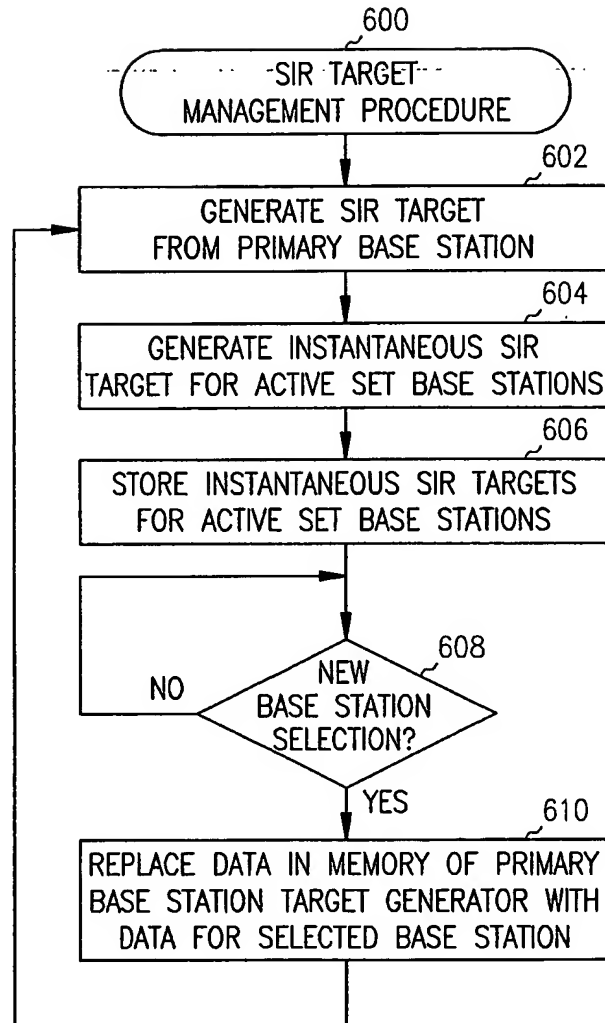 600
SIR TARGET
MANAGEMENT PROCEDURE
602
GENERATE SIR TARGET
FROM PRIMARY BASE STATION
604
GENERATE INSTANTANEOUS SIR
TARGET FOR ACTIVE SET BASE STATIONS
606
STORE INSTANTANEOUS SIR TARGETS
FOR ACTIVE SET BASE STATIONS
608
NEW
BASE STATION
SELECTION?
NO
YES
610
REPLACE DATA IN MEMORY OF PRIMARY
BASE STATION TARGET GENERATOR WITH
DATA FOR SELECTED BASE STATION